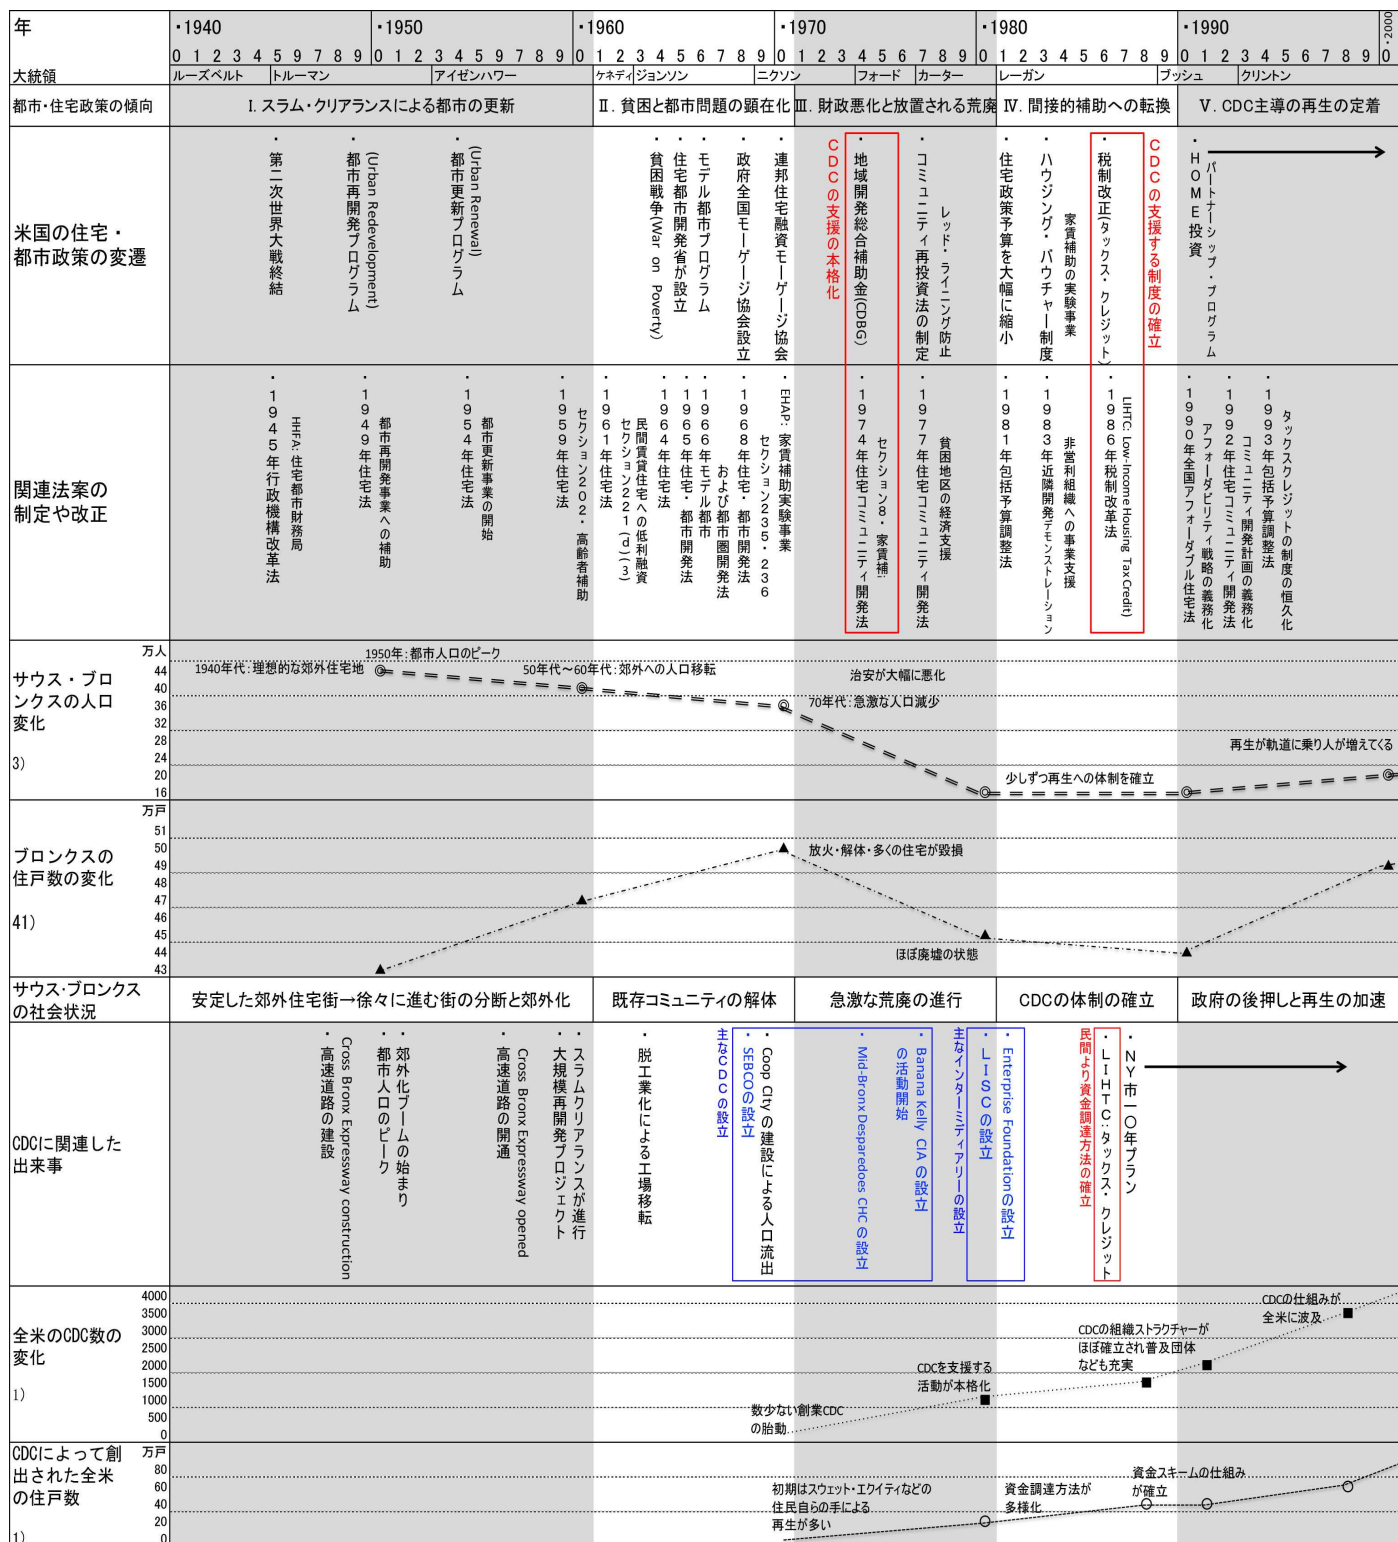 年
・1940
・1950
・1960
・1970
・1980
・1990
・2000
0 1 2 3 4 5 6 7 8 9 0 1 2 3 4 5 6 7 8 9 0 1 2 3 4 5 6 7 8 9 0 1 2 3 4 5 6 7 8 9 0 1 2 3 4 5 6 7 8 9 0 1 2 3 4 5 6 7 8 9 0
大統領
ルーズベルト
トルーマン
アイゼンハワー
ケネディ
ジョンソン
ニクソン
フォード
カーター
レーガン
ブッシュ
クリントン
都市・住宅政策の傾向
Ⅰ. スラム・クリアランスによる都市の更新
Ⅱ. 貧困と都市問題の顕在化
Ⅲ. 財政悪化と放置される荒廃
Ⅳ. 間接的補助への転換
Ⅴ. CDC主導の再生の定着
米国の住宅・
都市政策の変遷
・第二次世界大戦終結
・都市再開発プログラム
(Urban Redevelopment)
・都市更新プログラム
(Urban Renewal)
・貧困戦争(War on Poverty)
・住宅都市開発省が設立
・モデル都市プログラム
・政府全国モーゲージ協会設立
・連邦住宅融資モーゲージ協会
CDCの支援の本格化
・地域開発総合補助金(CDBG)
・コミュニティ再投資法の制定
レッド・ライニング防止
・住宅政策予算を大幅に縮小
・ハウジング・バウチャー制度
家賃補助の実験事業
・税制改正(タックス・クレジット)
CDCの支援する制度の確立
・HOME投資
パートナーシップ・プログラム
関連法案の
制定や改正
・1945年行政機構改革法
HHFA: 住宅都市財務局
・1949年住宅法
都市再開発事業への補助
・1954年住宅法
都市更新事業の開始
・1959年住宅法
セクション202・高齢者補助
・1961年住宅法
セクション221(d)(3)
民間賃貸住宅への低利融資
・1964年住宅法
・1965年住宅・都市開発法
・1966年モデル都市
および都市圏開発法
・1968年住宅・都市開発法
セクション235・236
EHAP: 家賃補助実験事業
・1974年住宅コミュニティ開発法
セクション8・家賃補
・1977年住宅コミュニティ開発法
貧困地区の経済支援
・1981年包括予算調整法
・1983年近隣開発デモンストレーション
非営利組織への事業支援
・1986年税制改革法
LIHTC: Low-Income Housing Tax Credit)
・1990年全国アフォーダブル住宅法
アフォーダビリティ戦略の義務化
・1992年住宅コミュニティ開発法
コミュニティ開発計画の義務化
・1993年包括予算調整法
タックスクレジットの制度の恒久化
サウス・ブロ
ンクスの人口
変化
3)
万人
44
40
36
32
28
24
20
16
1940年代:理想的な郊外住宅地
1950年:都市人口のピーク
50年代〜60年代:郊外への人口移転
治安が大幅に悪化
70年代:急激な人口減少
少しずつ再生への体制を確立
再生が軌道に乗り人が増えてくる
ブロンクスの
住戸数の変化
41)
万戸
51
50
49
48
47
46
45
44
43
放火・解体・多くの住宅が毀損
ほぼ廃墟の状態
サウス・ブロンクス
の社会状況
安定した郊外住宅街→徐々に進む街の分断と郊外化
既存コミュニティの解体
急激な荒廃の進行
CDCの体制の確立
政府の後押しと再生の加速
CDCに関連した
出来事
・高速道路の建設
Cross Bronx Expressway construction
・都市人口のピーク
・郊外化ブームの始まり
・高速道路の開通
Cross Bronx Expressway opened
・大規模再開発プロジェクト
・スラムクリアランスが進行
・脱工業化による工場移転
主なCDCの設立
・SEBCOの設立
・Coop Cityの建設による人口流出
・Mid-Bronx Desparedoes CHCの設立
・Banana Kelly CIAの設立
の活動開始
主なインターミディアリーの設立
・LISCの設立
・Enterprise Foundationの設立
民間より資金調達方法の確立
・LIHTC:タックス・クレジット
・NY市一〇年プラン
全米のCDC数の
変化
1)
4000
3500
3000
2500
2000
1500
1000
500
0
数少ない創業CDC
の胎動
CDCを支援する
活動が本格化
CDCの組織ストラクチャーが
ほぼ確立され普及団体
なども充実
CDCの仕組みが
全米に波及
CDCによって創
出された全米
の住戸数
1)
万戸
80
60
40
20
0
初期はスウェット・エクイティなどの
住民自らの手による
再生が多い
資金調達方法が
多様化
資金スキームの仕組み
が確立